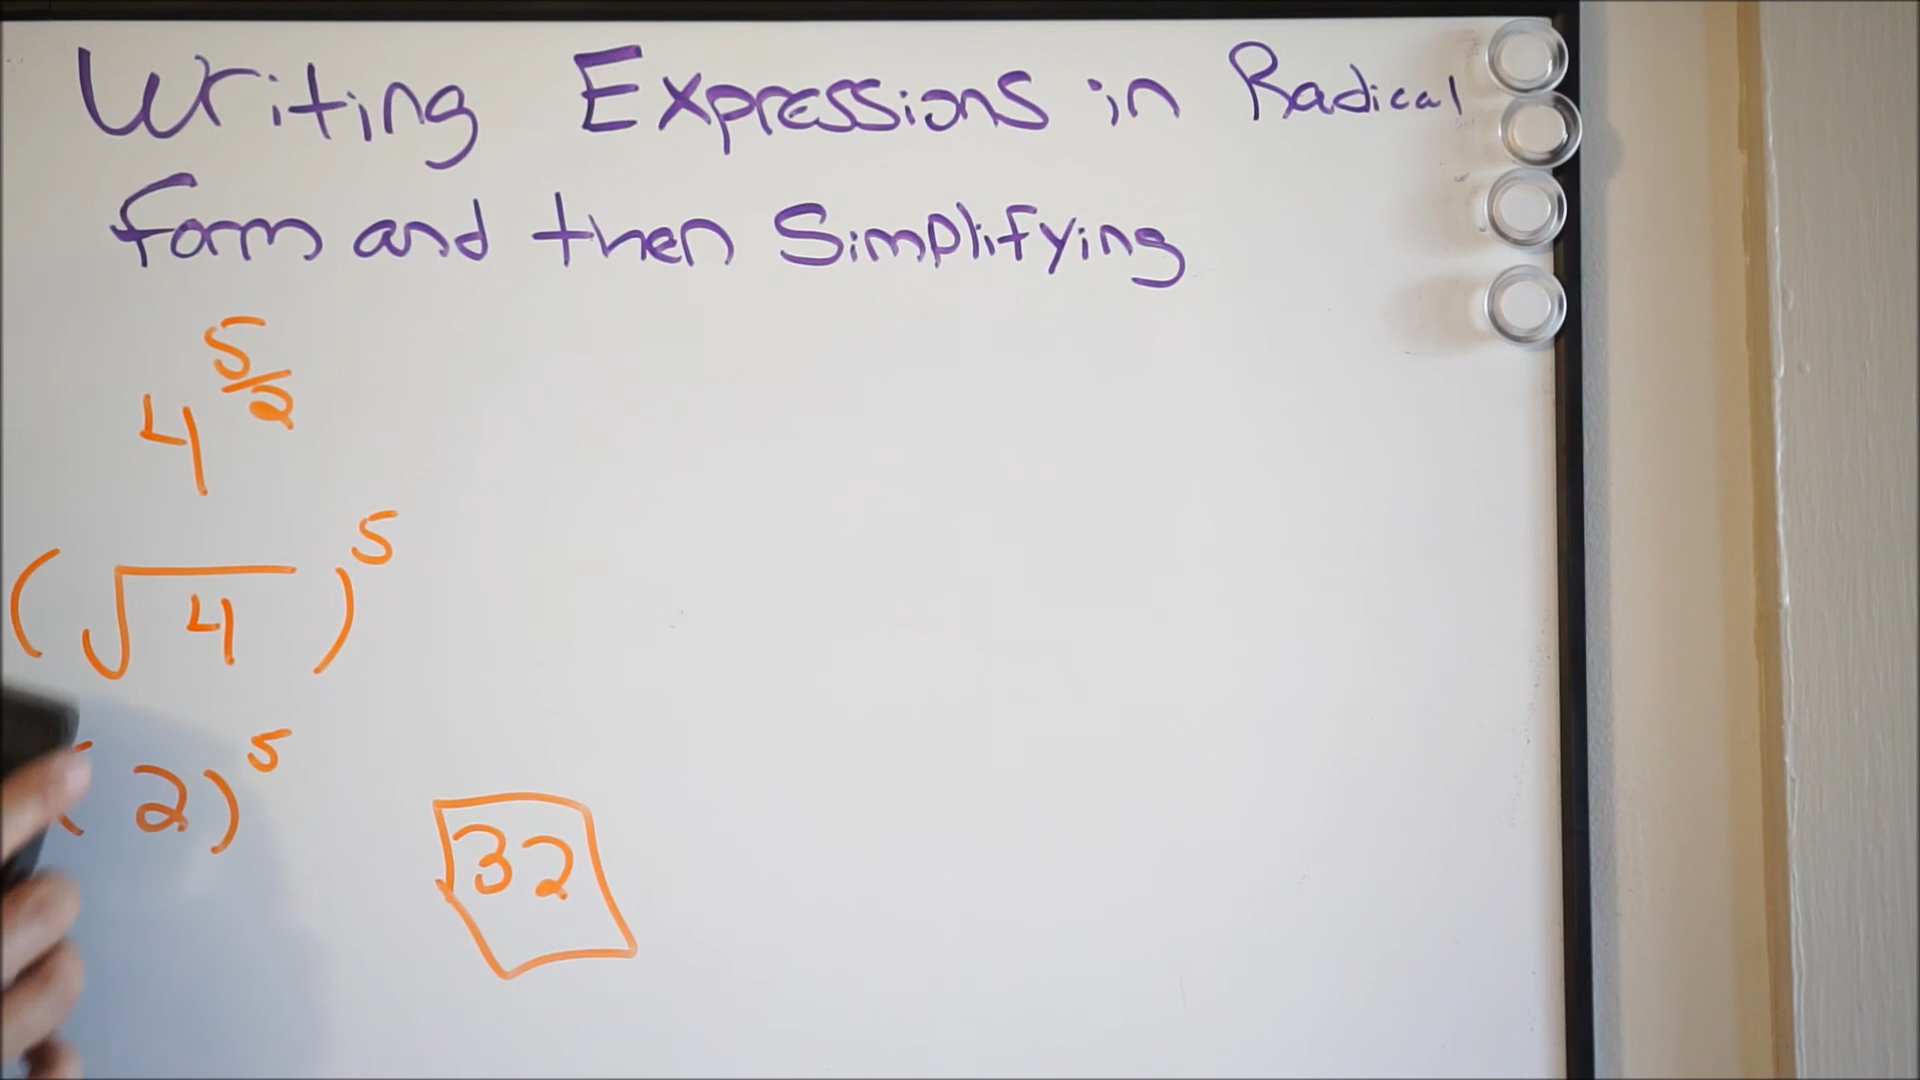 Writing Expressions in Radical
form and then Simplifying
4^5/2
(√4)^5
(2)^5
32